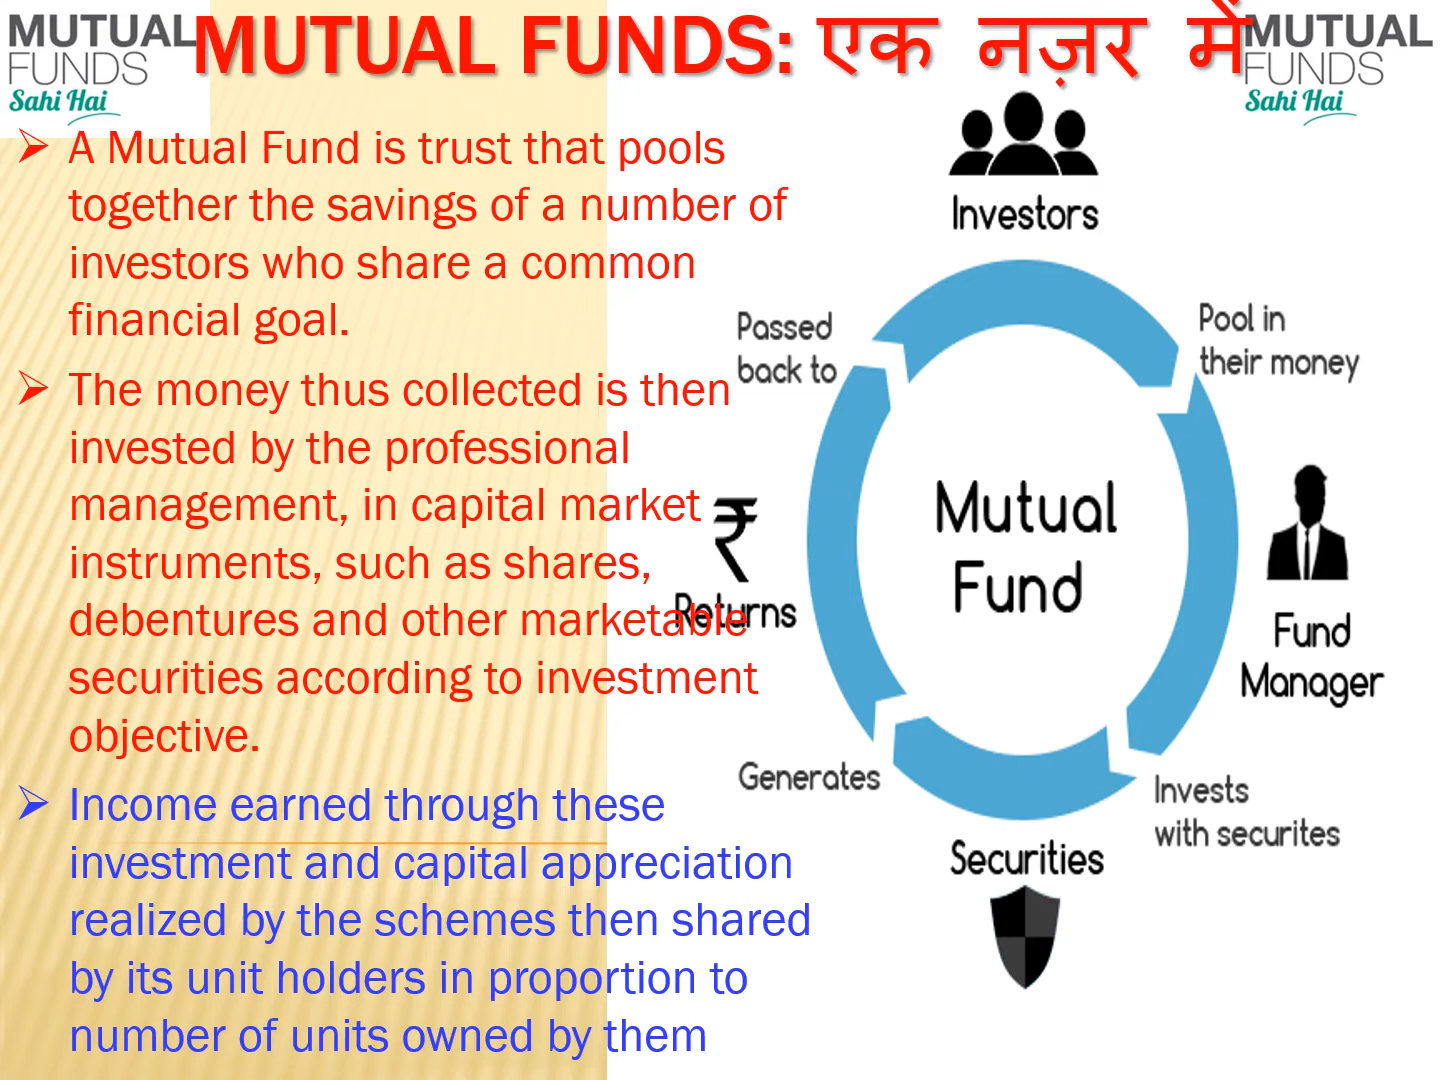 MUTUAL
FUNDS
Sahi Hai
MUTUAL FUNDS: एक नज़र में
MUTUAL
FUNDS
Sahi Hai
➢ A Mutual Fund is trust that pools
together the savings of a number of
investors who share a common
financial goal.
➢ The money thus collected is then
invested by the professional
management, in capital market
instruments, such as shares,
debentures and other marketable
securities according to investment
objective.
➢ Income earned through these
investment and capital appreciation
realized by the schemes then shared
by its unit holders in proportion to
number of units owned by them
Investors
Pool in
their money
Fund
Manager
Invests
with securites
Securities
Generates
₹
Returns
Passed
back to
Mutual
Fund